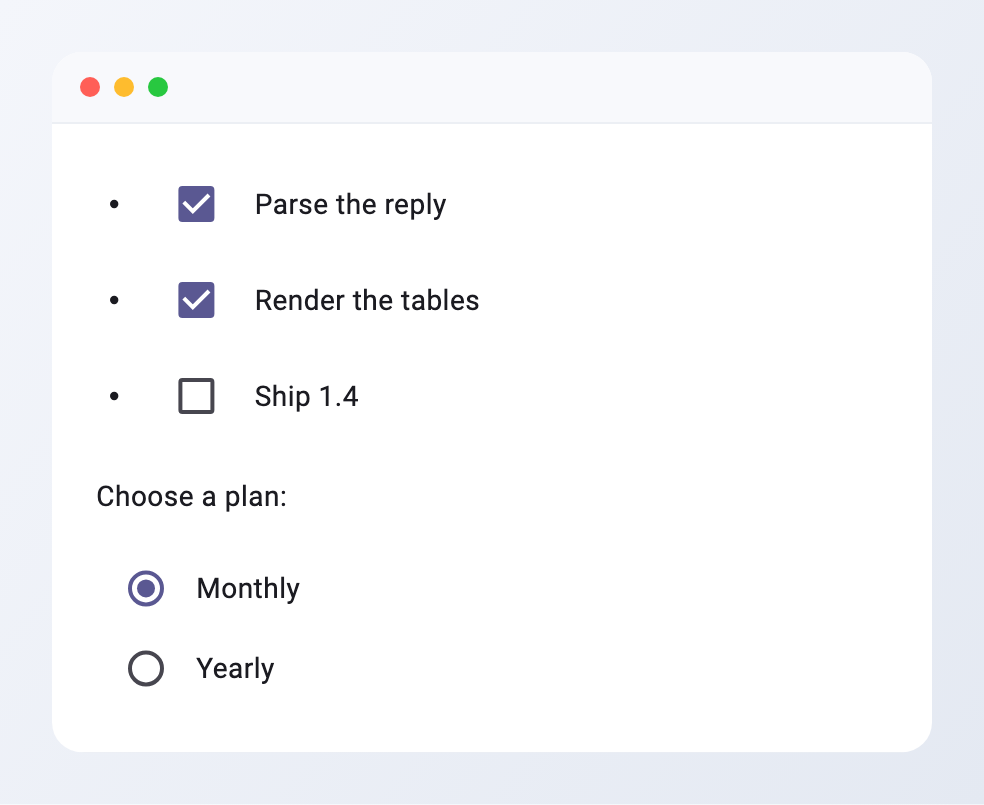 • Parse the reply
• Render the tables
• Ship 1.4
Choose a plan:
Monthly
Yearly